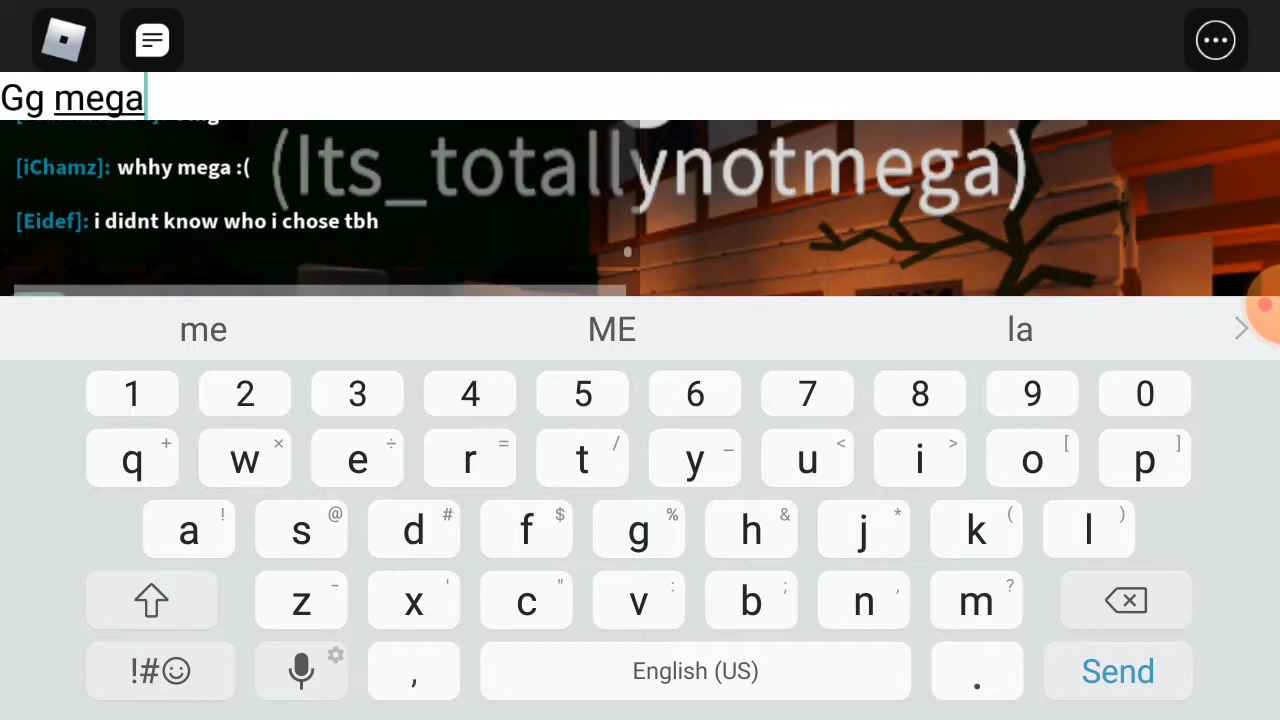 Gg mega
[iChamz]: whhy mega :(
(Its_totallynotmega)
[Eidef]: i didnt know who i chose tbh
me ME la
1 2 3 4 5 6 7 8 9 0
q + w × e ÷ r = t / y _ u < i > o [ p ]
a ! s @ d # f $ g % h & j * k ( l )
z - x ' c " v : b ; n , m ?
!#☺ , English (US) . Send